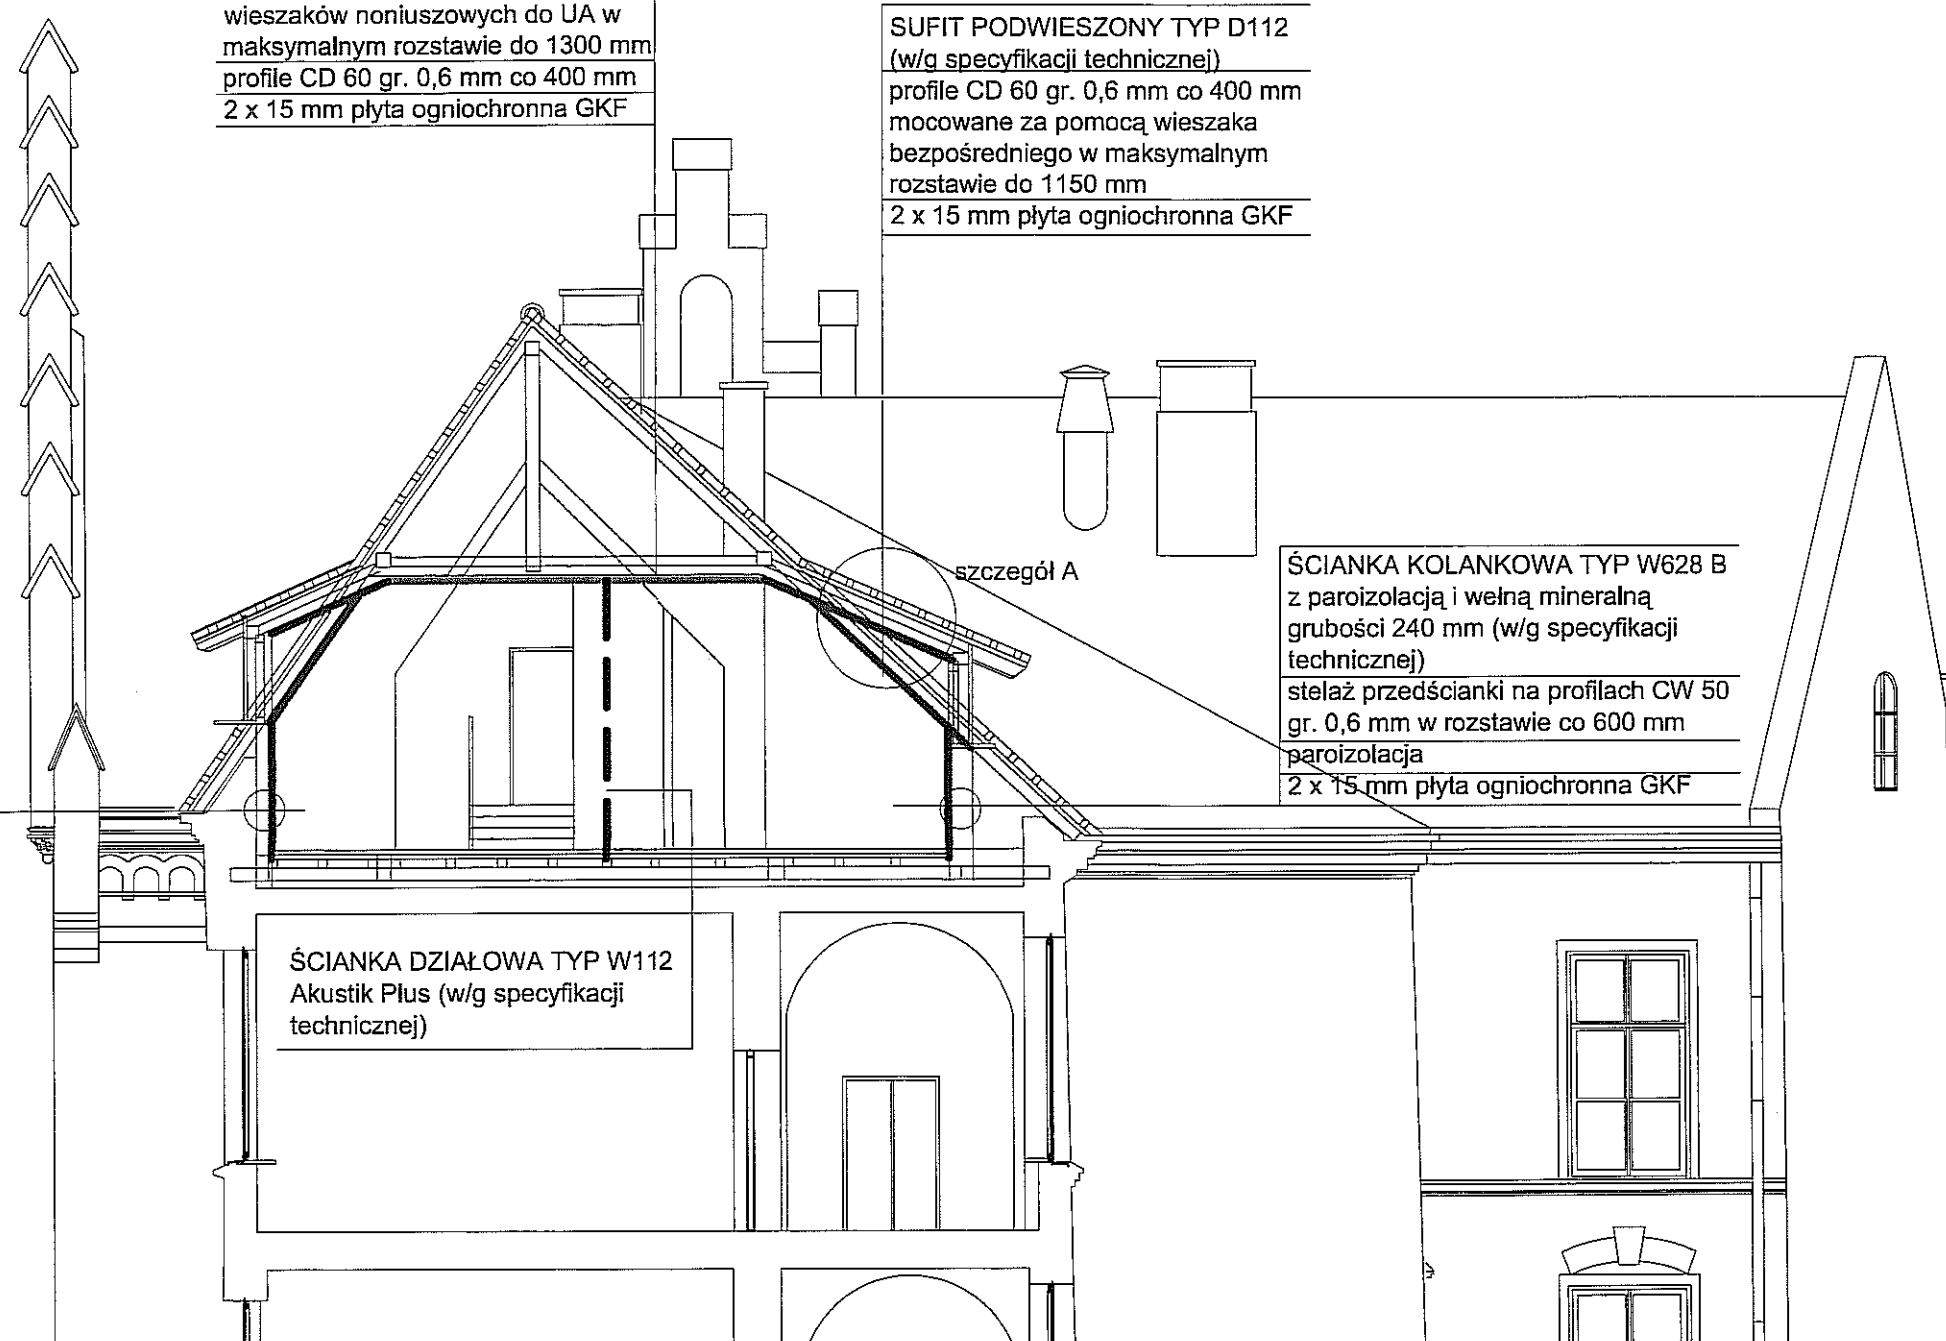 wieszaków noniuszowych do UA w
maksymalnym rozstawie do 1300 mm
profile CD 60 gr. 0,6 mm co 400 mm
2 x 15 mm płyta ogniochronna GKF
SUFIT PODWIESZONY TYP D112
(w/g specyfikacji technicznej)
profile CD 60 gr. 0,6 mm co 400 mm
mocowane za pomocą wieszaka
bezpośredniego w maksymalnym
rozstawie do 1150 mm
2 x 15 mm płyta ogniochronna GKF
szczegół A
ŚCIANKA KOLANKOWA TYP W628 B
z paroizolacją i wełną mineralną
grubości 240 mm (w/g specyfikacji
technicznej)
stelaż przedścianki na profilach CW 50
gr. 0,6 mm w rozstawie co 600 mm
paroizolacja
2 x 15 mm płyta ogniochronna GKF
ŚCIANKA DZIAŁOWA TYP W112
Akustik Plus (w/g specyfikacji
technicznej)